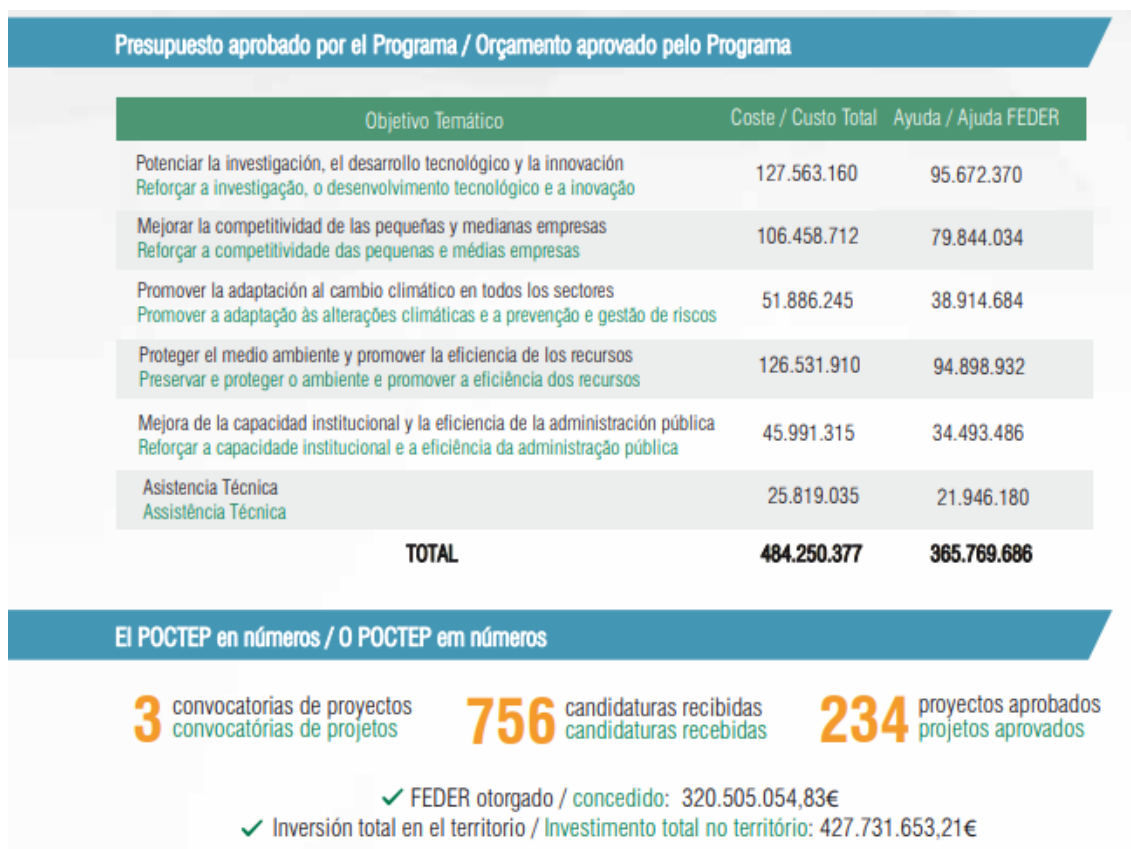 Presupuesto aprobado por el Programa / Orçamento aprovado pelo Programa
Objetivo Temático Coste / Custo Total Ayuda / Ajuda FEDER
Potenciar la investigación, el desarrollo tecnológico y la innovación
Reforçar a investigação, o desenvolvimento tecnológico e a inovação
127.563.160 95.672.370
Mejorar la competitividad de las pequeñas y medianas empresas
Reforçar a competitividade das pequenas e médias empresas
106.458.712 79.844.034
Promover la adaptación al cambio climático en todos los sectores
Promover a adaptação às alterações climáticas e a prevenção e gestão de riscos
51.886.245 38.914.684
Proteger el medio ambiente y promover la eficiencia de los recursos
Preservar e proteger o ambiente e promover a eficiência dos recursos
126.531.910 94.898.932
Mejora de la capacidad institucional y la eficiencia de la administración pública
Reforçar a capacidade institucional e a eficiência da administração pública
45.991.315 34.493.486
Asistencia Técnica
Assistência Técnica
25.819.035 21.946.180
TOTAL 484.250.377 365.769.686
El POCTEP en números / O POCTEP em números
3 convocatorias de proyectos
convocatórias de projetos
756 candidaturas recibidas
candidaturas recebidas
234 proyectos aprobados
projetos aprovados
✓ FEDER otorgado / concedido: 320.505.054,83€
✓ Inversión total en el territorio / Investimento total no território: 427.731.653,21€